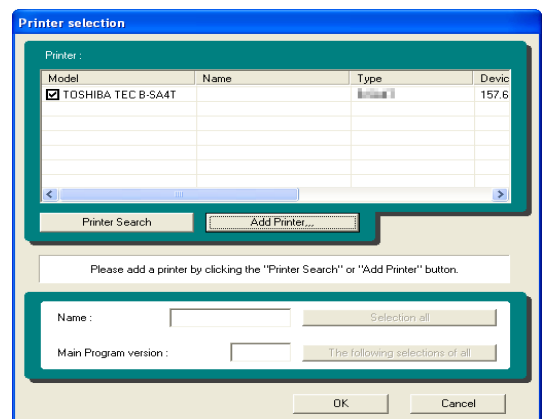 Printer selection
Printer :
Model Name Type Devic
TOSHIBA TEC B-SA4T 157.6
Printer Search Add Printer,,,
Please add a printer by clicking the "Printer Search" or "Add Printer" button.
Name : Selection all
Main Program version : The following selections of all
OK Cancel